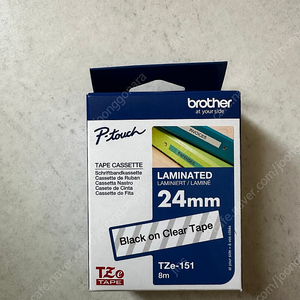 brother
at your side
P-touch
TAPE CASSETTE
Schriftbandkassette
Cassette de Ruban
Cassetta Nastro
Casete de Cinta
Cassete de Fita
LAMINATED
LAMINIERT / LAMINÉ
24mm
Black on Clear Tape
TZe
TAPE
TZe-151
8m